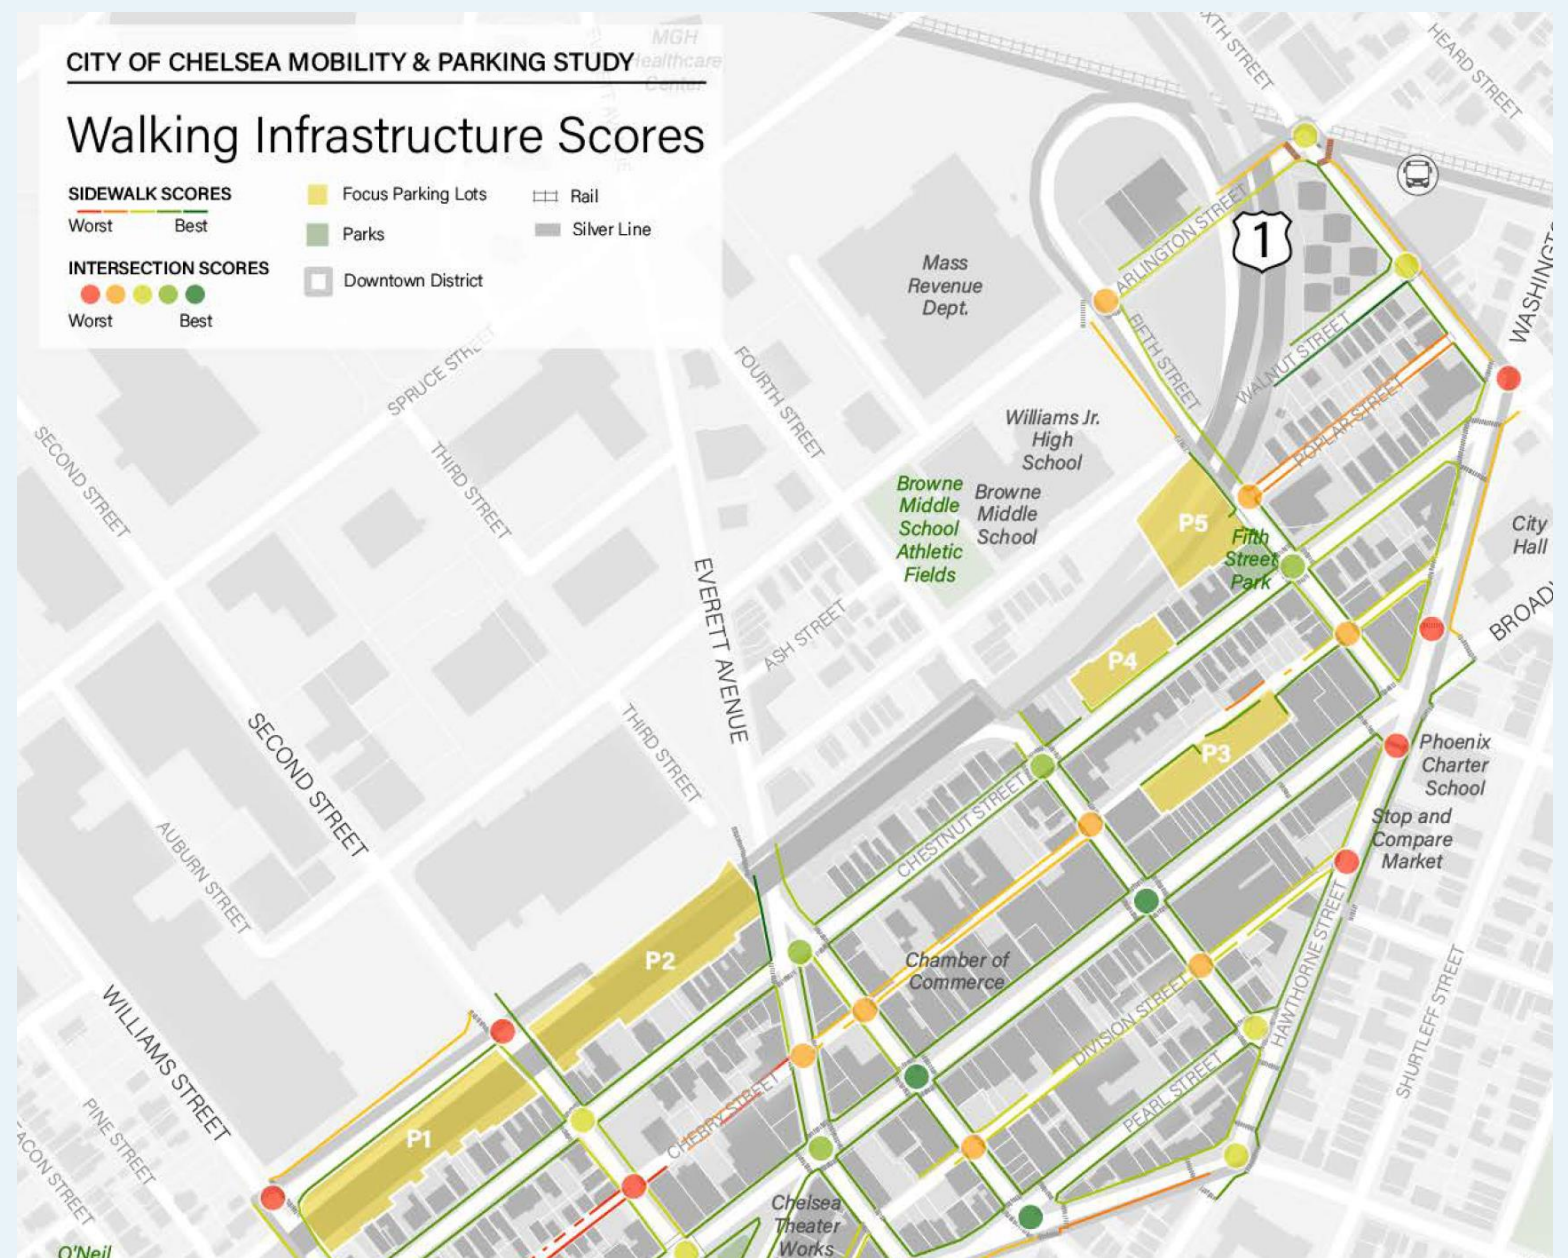 CITY OF CHELSEA MOBILITY & PARKING STUDY
Walking Infrastructure Scores
SIDEWALK SCORES
Worst Best
INTERSECTION SCORES
Worst Best
Focus Parking Lots
Parks
Downtown District
Rail
Silver Line
MGH
Healthcare
Center
HEARD STREET
WASHINGT
1
ARLINGTON STREET
Mass
Revenue
Dept.
FIFTH STREET
WALNUT STREET
POPLAR STREET
SPRUCE STREET
FOURTH STREET
SECOND STREET
THIRD STREET
Williams Jr.
High
School
Browne
Middle
School
Athletic
Fields
Browne
Middle
School
P5
Fifth
Street
Park
City
Hall
BROAD
EVERETT AVENUE
ASH STREET
P4
P3
THIRD STREET
SECOND STREET
Phoenix
Charter
School
Stop and
Compare
Market
CHESTNUT STREET
AUBURN STREET
P2
Chamber of
Commerce
HAWTHORNE STREET
DIVISION STREET
SHURTLEFF STREET
WILLIAMS STREET
PINE STREET
EACON STREET
P1
CHERRY STREET
PEARL STREET
Chelsea
Theater
Works
O'Neil